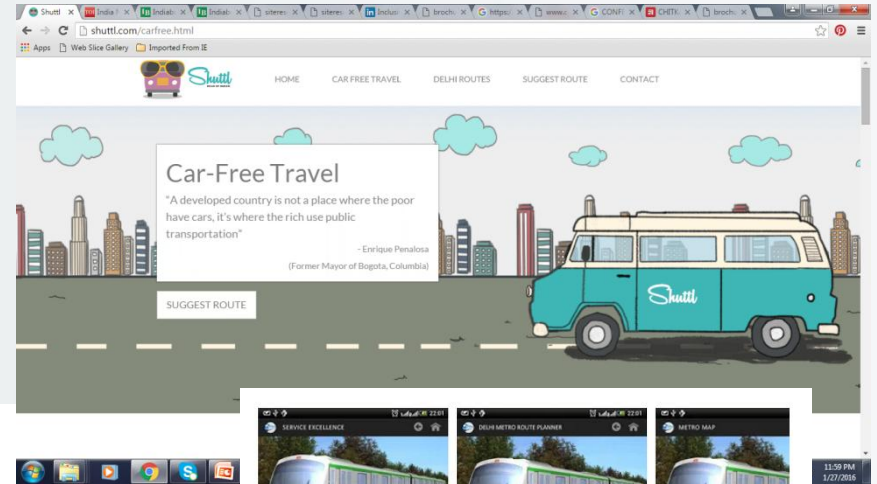 Shuttl
India N
Indiab
Indiab
siteres
siteres
Inclusi
broch
https:/
www.c
CONFI
CHITK
broch
shuttl.com/carfree.html
Apps Web Slice Gallery Imported From IE
Shuttl
HOME CAR FREE TRAVEL DELHI ROUTES SUGGEST ROUTE CONTACT
Car-Free Travel
“A developed country is not a place where the poor
have cars, it’s where the rich use public
transportation”
- Enrique Penalosa
(Former Mayor of Bogota, Columbia)
SUGGEST ROUTE
Shuttl
22:01 22:01
SERVICE EXCELLENCE DELHI METRO ROUTE PLANNER METRO MAP
11:59 PM
1/27/2016